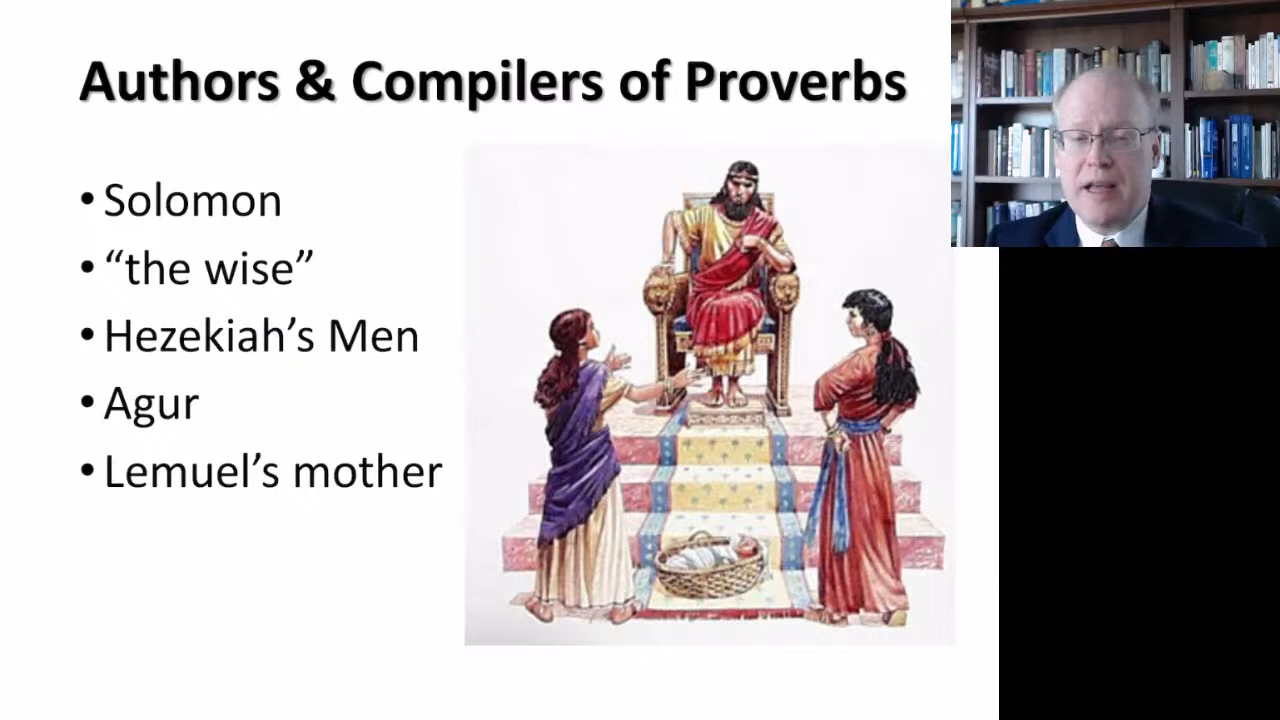 Authors & Compilers of Proverbs
• Solomon
• “the wise”
• Hezekiah’s Men
• Agur
• Lemuel’s mother